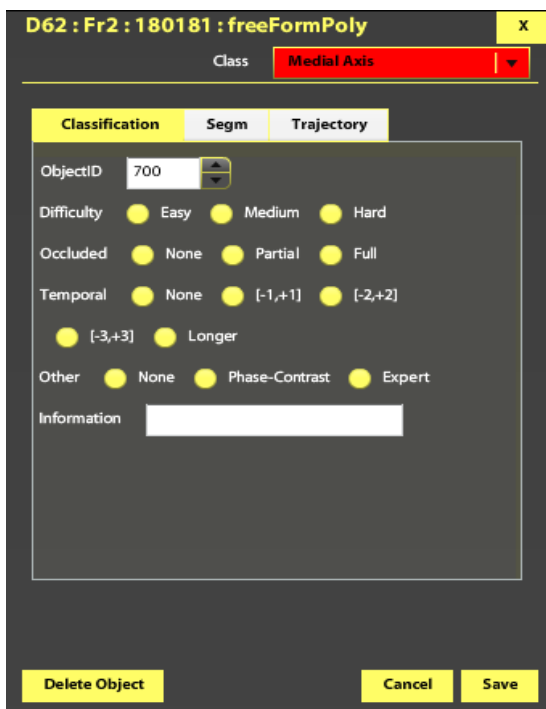 D62 : Fr2 : 180181 : freeFormPoly x
Class Medial Axis
Classification Segm Trajectory
ObjectID 700
Difficulty Easy Medium Hard
Occluded None Partial Full
Temporal None [-1,+1] [-2,+2]
[-3,+3] Longer
Other None Phase-Contrast Expert
Information
Delete Object Cancel Save